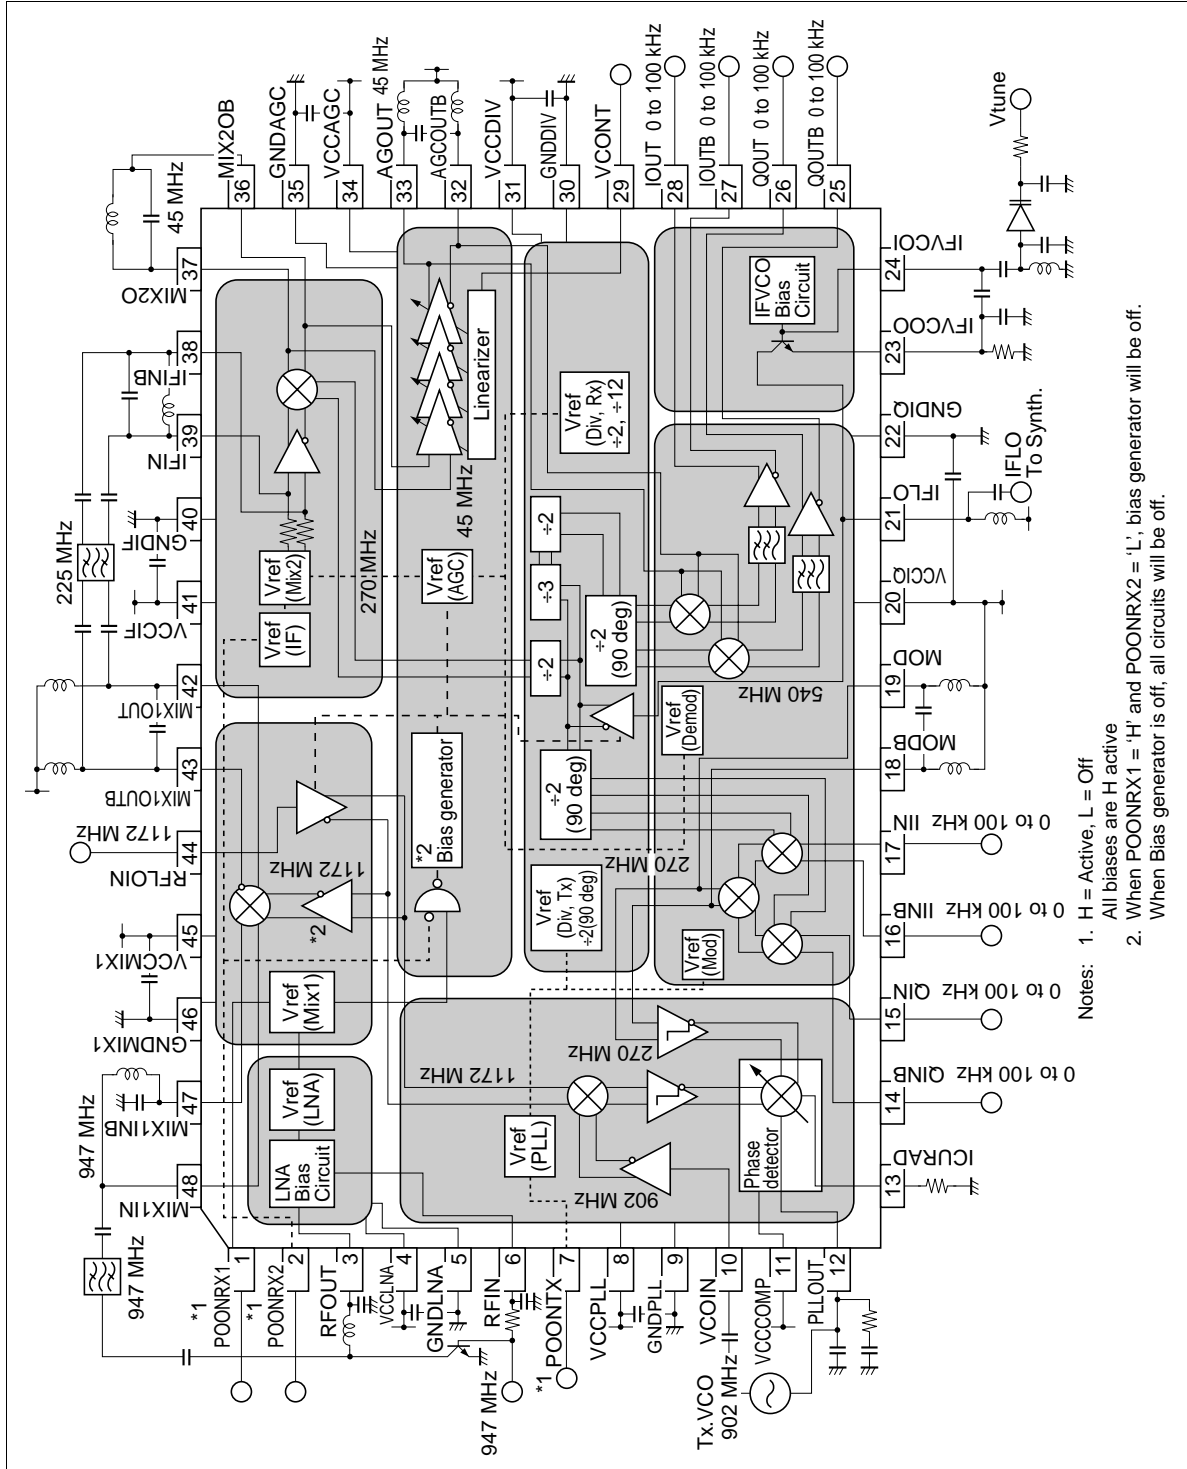 MIX2OB
GNDAGC
VCCAGC
AGOUT 45 MHz
AGCOUTB
VCCDIV
GNDDIV
VCONT
IOUT 0 to 100 kHz
IOUTB 0 to 100 kHz
QOUT 0 to 100 kHz
QOUTB 0 to 100 kHz
36
35
34
33
32
31
30
29
28
27
26
25
45 MHz
37
MIX2O
38
IFINB
39
IFIN
40
GNDIF
225 MHz
41
VCCIF
42
MIX1OUT
43
MIX1OUTB
1172 MHz
44
RFLOIN
45
VCCMIX1
46
GNDMIX1
47
MIX1INB
947 MHz
48
MIX1IN
947 MHz
Vref
(Mix2)
Vref
(IF)
270 MHz
Linearizer
45 MHz
Vref
(AGC)
*2
Bias generator
1172 MHz
*2
Vref
(Mix1)
Vref
(LNA)
LNA
Bias
Circuit
Vref
(Div, Rx)
÷2, ÷12
÷2
÷3
÷2
÷2
(90 deg)
÷2
(90 deg)
Vref
(Div, Tx)
÷2(90 deg)
270 MHz
IFVCO
Bias
Circuit
540 MHz
Vref
(Demod)
Vref
(Mod)
270 MHz
1172 MHz
Vref
(PLL)
902 MHz
Phase
detector
Vtune
24
IFVCOI
23
IFVCOO
22
GNDIQ
21
IFLO
IFLO
To Synth.
20
VCCIQ
19
MOD
18
MODB
17
IIN 0 to 100 kHz
16
IINB 0 to 100 kHz
15
QIN 0 to 100 kHz
14
QINB 0 to 100 kHz
13
ICURAD
1
2
3
4
5
6
7
8
9
10
11
12
*1
POONRX1
*1
POONRX2
RFOUT
VCCLNA
GNDLNA
RFIN
947 MHz
*1 POONTX
VCCPLL
GNDPLL
VCOIN
Tx.VCO
902 MHz
VCCCOMP
PLLOUT
Notes: 1. H = Active, L = Off
All biases are H active
2. When POONRX1 = 'H' and POONRX2 = 'L', bias generator will be off.
When Bias generator is off, all circuits will be off.